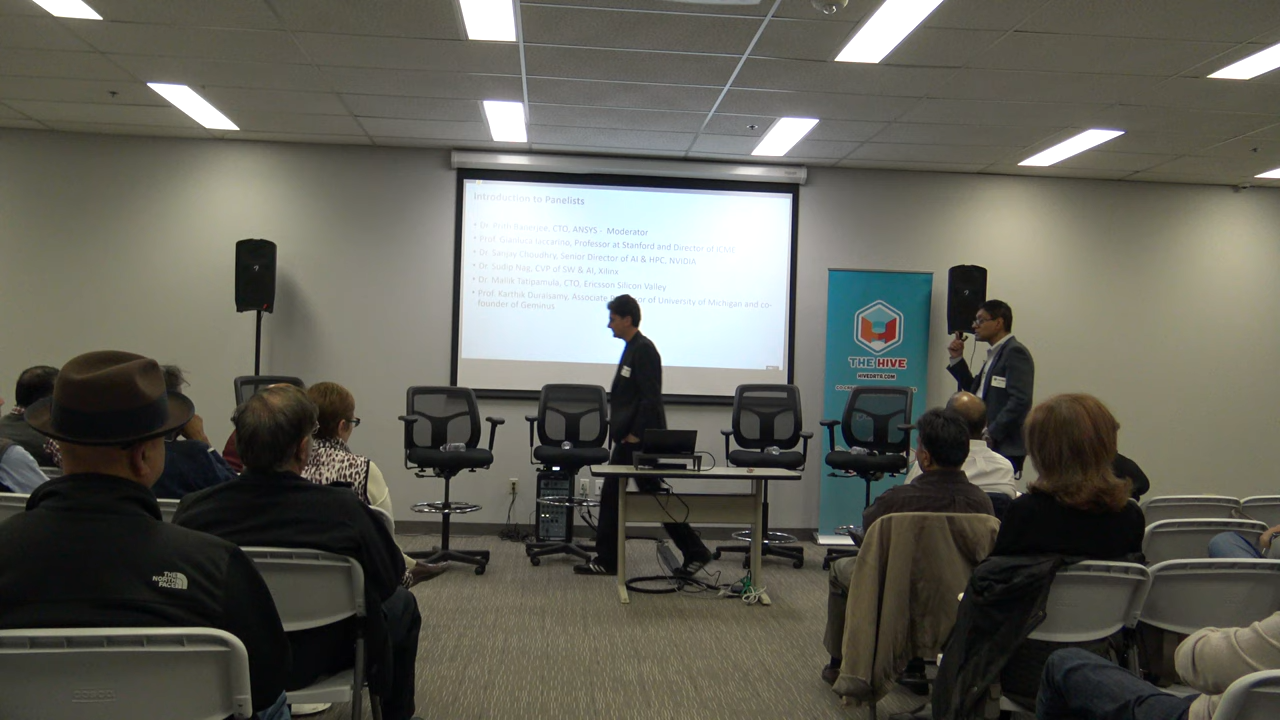 Introduction to Panelists
• Dr. Prith Banerjee, CTO, ANSYS - Moderator
• Prof. Gianluca Iaccarino, Professor at Stanford and Director of ICME
• Dr. Sanjay Choudhry, Senior Director of AI & HPC, NVIDIA
• Dr. Sudip Nag, CVP of SW & AI, Xilinx
• Dr. Mallik Tatipamula, CTO, Ericsson Silicon Valley
• Prof. Karthik Duraisamy, Associate of University of Michigan and co-
founder of Geminus
THE HIVE
HIVEDATA.COM
THE
NORTH
FACE